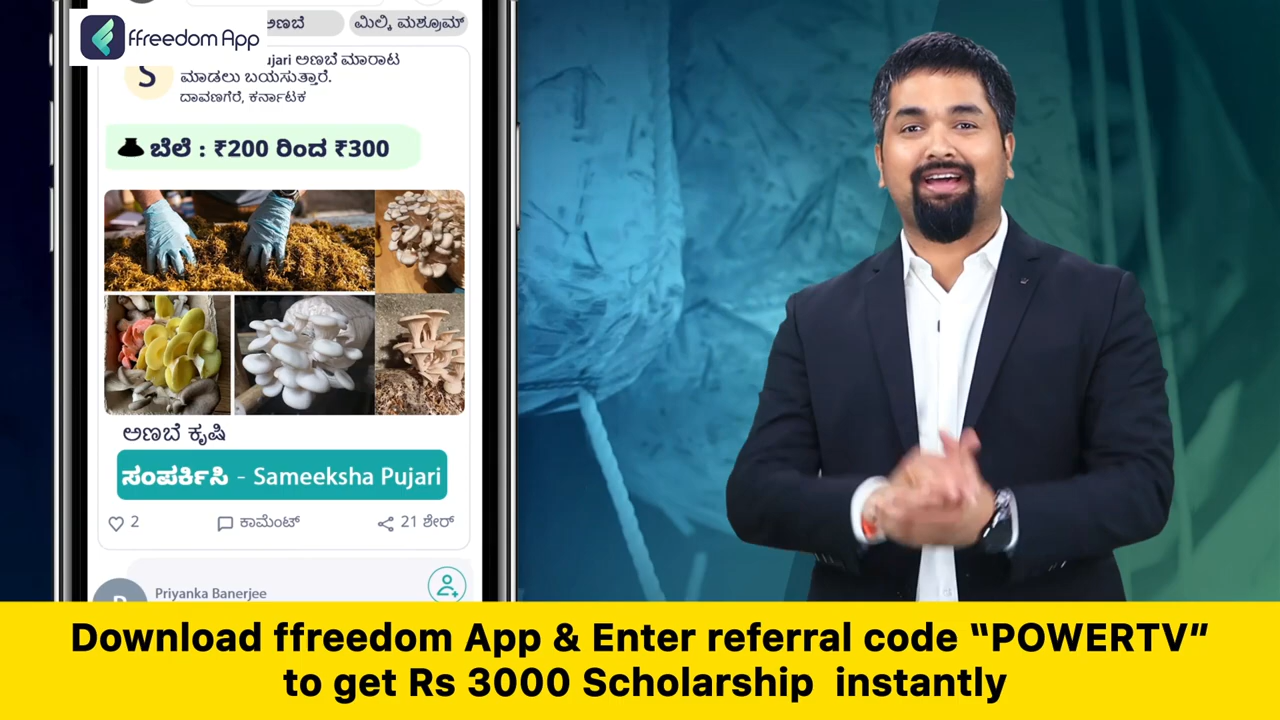 ಅಣಬೆ
ಮಿಲ್ಕಿ ಮಶ್ರೂಮ್
ffreedom App
ujari ಅಣಬೆ ಮಾರಾಟ
ಮಾಡಲು ಬಯಸುತ್ತಾರೆ.
S
ದಾವಣಗೆರೆ, ಕರ್ನಾಟಕ
ಬೆಲೆ : ₹200 ರಿಂದ ₹300
ಅಣಬೆ ಕೃಷಿ
ಸಂಪರ್ಕಿಸಿ - Sameeksha Pujari
2 ಕಾಮೆಂಟ್ 21 ಶೇರ್
Priyanka Banerjee
Download ffreedom App & Enter referral code “POWERTV”
to get Rs 3000 Scholarship instantly